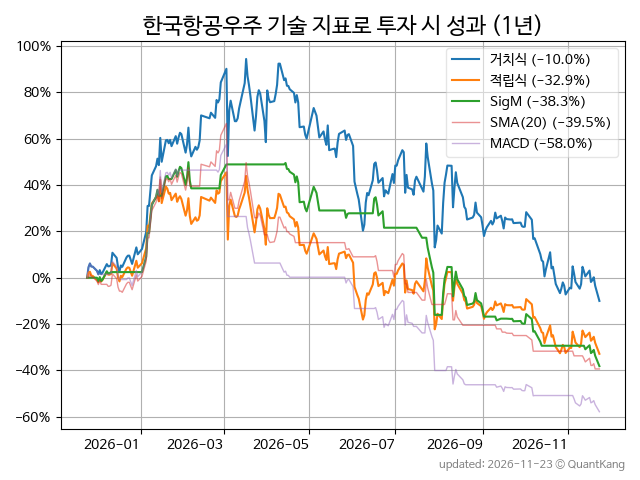 한국항공우주 기술 지표로 투자 시 성과 (1년)
100%
80%
60%
40%
20%
0%
−20%
−40%
−60%
거치식 (−10.0%)
적립식 (−32.9%)
SigM (−38.3%)
SMA(20) (−39.5%)
MACD (−58.0%)
2026-01
2026-03
2026-05
2026-07
2026-09
2026-11
updated: 2026-11-23 © QuantKang